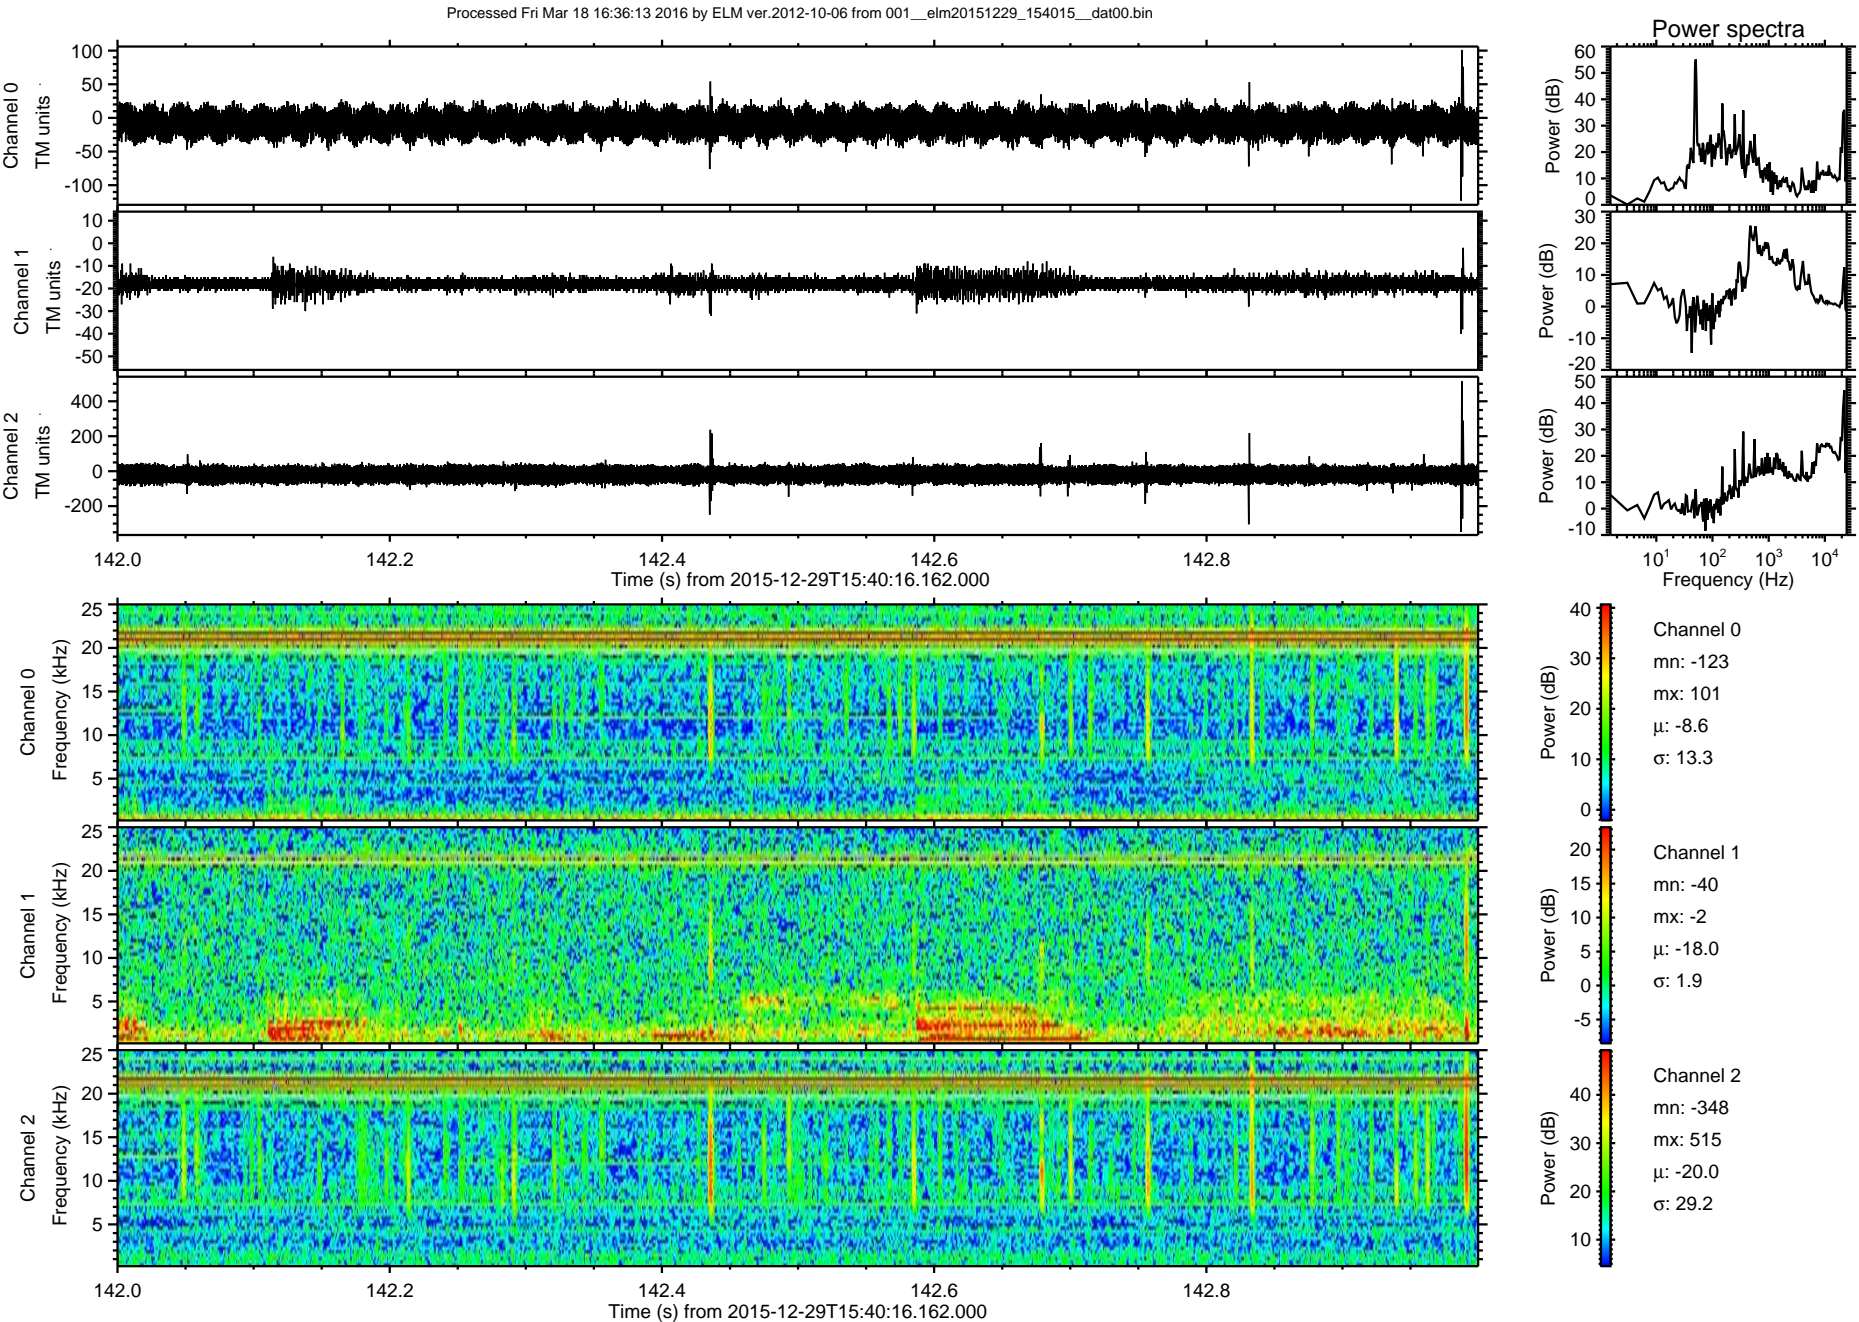 Processed Fri Mar 18 16:36:13 2016 by ELM ver.2012-10-06 from 001__elm20151229_154015__dat00.bin
Power spectra
Channel 0
TM units
100
50
0
-50
-100
Power (dB)
60
50
40
30
20
10
0
Channel 1
TM units
10
0
-10
-20
-30
-40
-50
Power (dB)
30
20
10
0
-10
-20
Channel 2
TM units
400
200
0
-200
Power (dB)
50
40
30
20
10
0
-10
142.0 142.2 142.4 142.6 142.8
Time (s) from 2015-12-29T15:40:16.162.000
10¹ 10² 10³ 10⁴
Frequency (Hz)
Channel 0
Frequency (kHz)
25
20
15
10
5
Power (dB)
40
30
20
10
0
Channel 0
mn: -123
mx: 101
μ: -8.6
σ: 13.3
Channel 1
Frequency (kHz)
25
20
15
10
5
Power (dB)
20
15
10
5
0
-5
Channel 1
mn: -40
mx: -2
μ: -18.0
σ: 1.9
Channel 2
Frequency (kHz)
25
20
15
10
5
Power (dB)
40
30
20
10
Channel 2
mn: -348
mx: 515
μ: -20.0
σ: 29.2
142.0 142.2 142.4 142.6 142.8
Time (s) from 2015-12-29T15:40:16.162.000